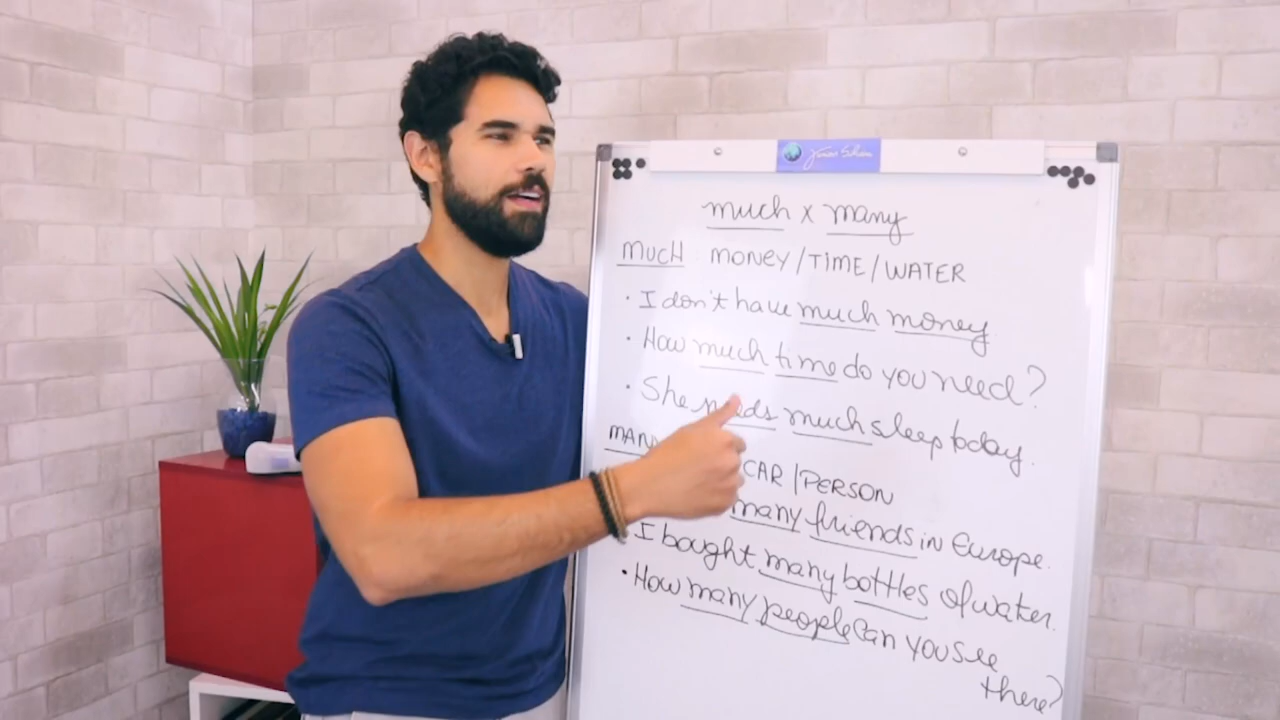 much x many
MUCH: MONEY/TIME/WATER
· I don't have much money.
· How much time do you need?
· She needs much sleep today.
MANY CAR/PERSON
many friends in Europe.
I bought many bottles of water.
· How many people can you see
there?